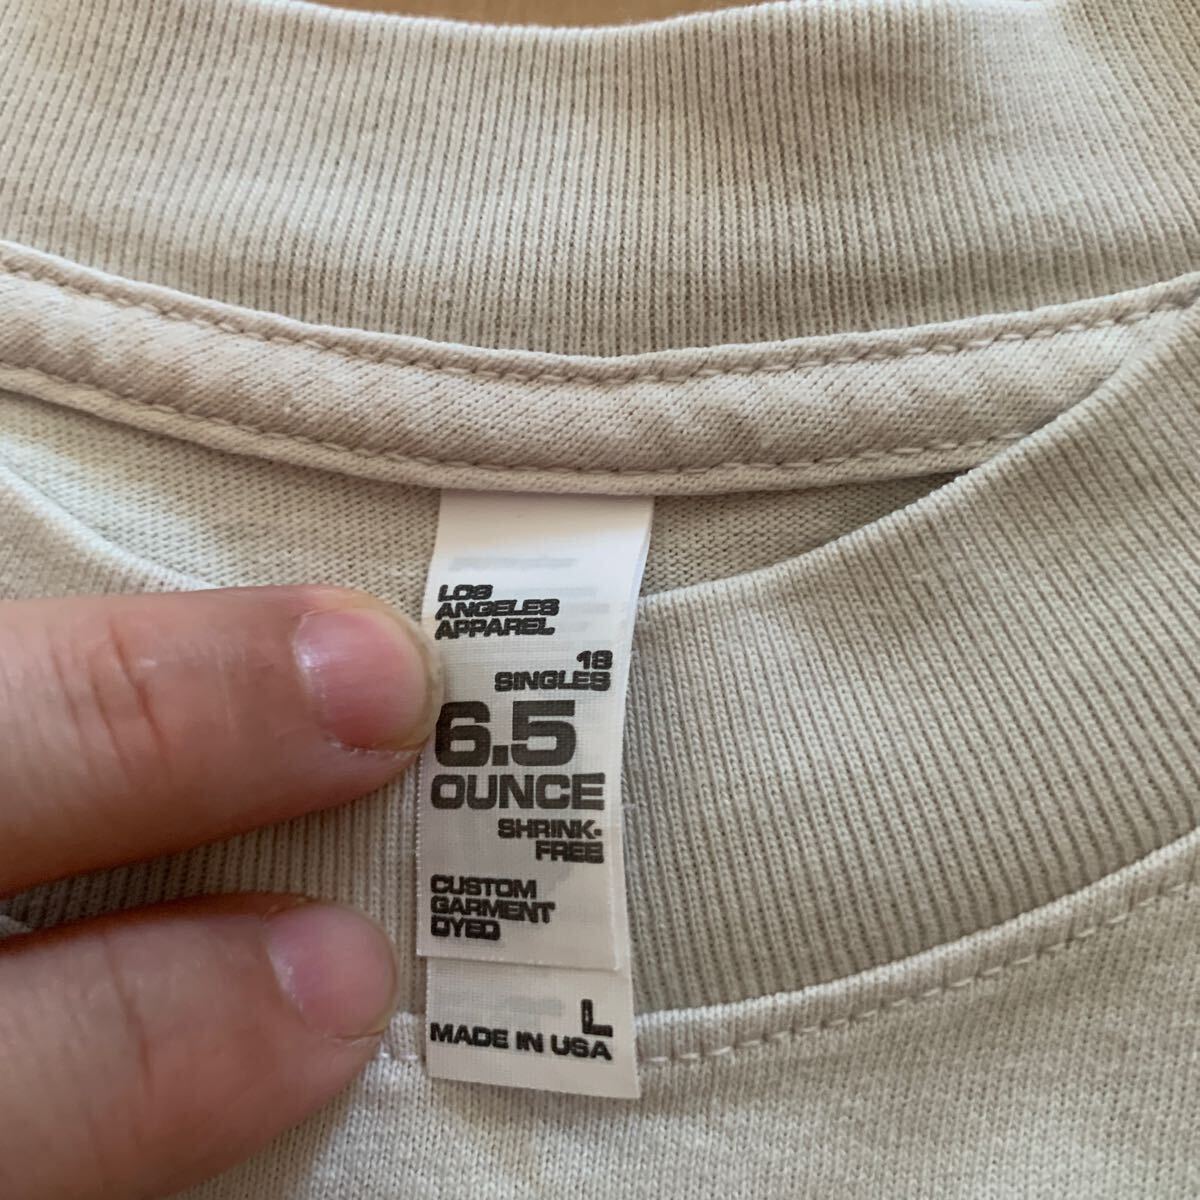 LOS
ANGELES
APPAREL
18
SINGLES
6.5
OUNCE
SHRINK-
FREE
CUSTOM
GARMENT
DYED
L
MADE IN USA